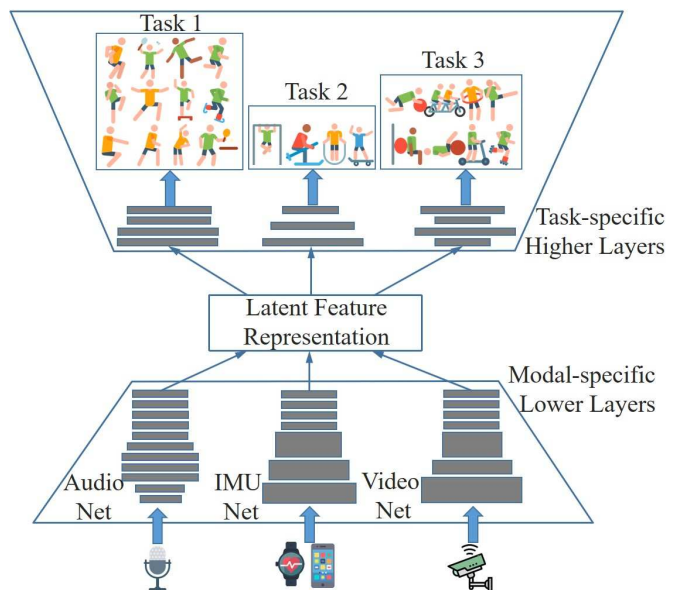 Task 1
Task 2
Task 3
Task-specific
Higher Layers
Latent Feature
Representation
Modal-specific
Lower Layers
Audio
Net
IMU
Net
Video
Net